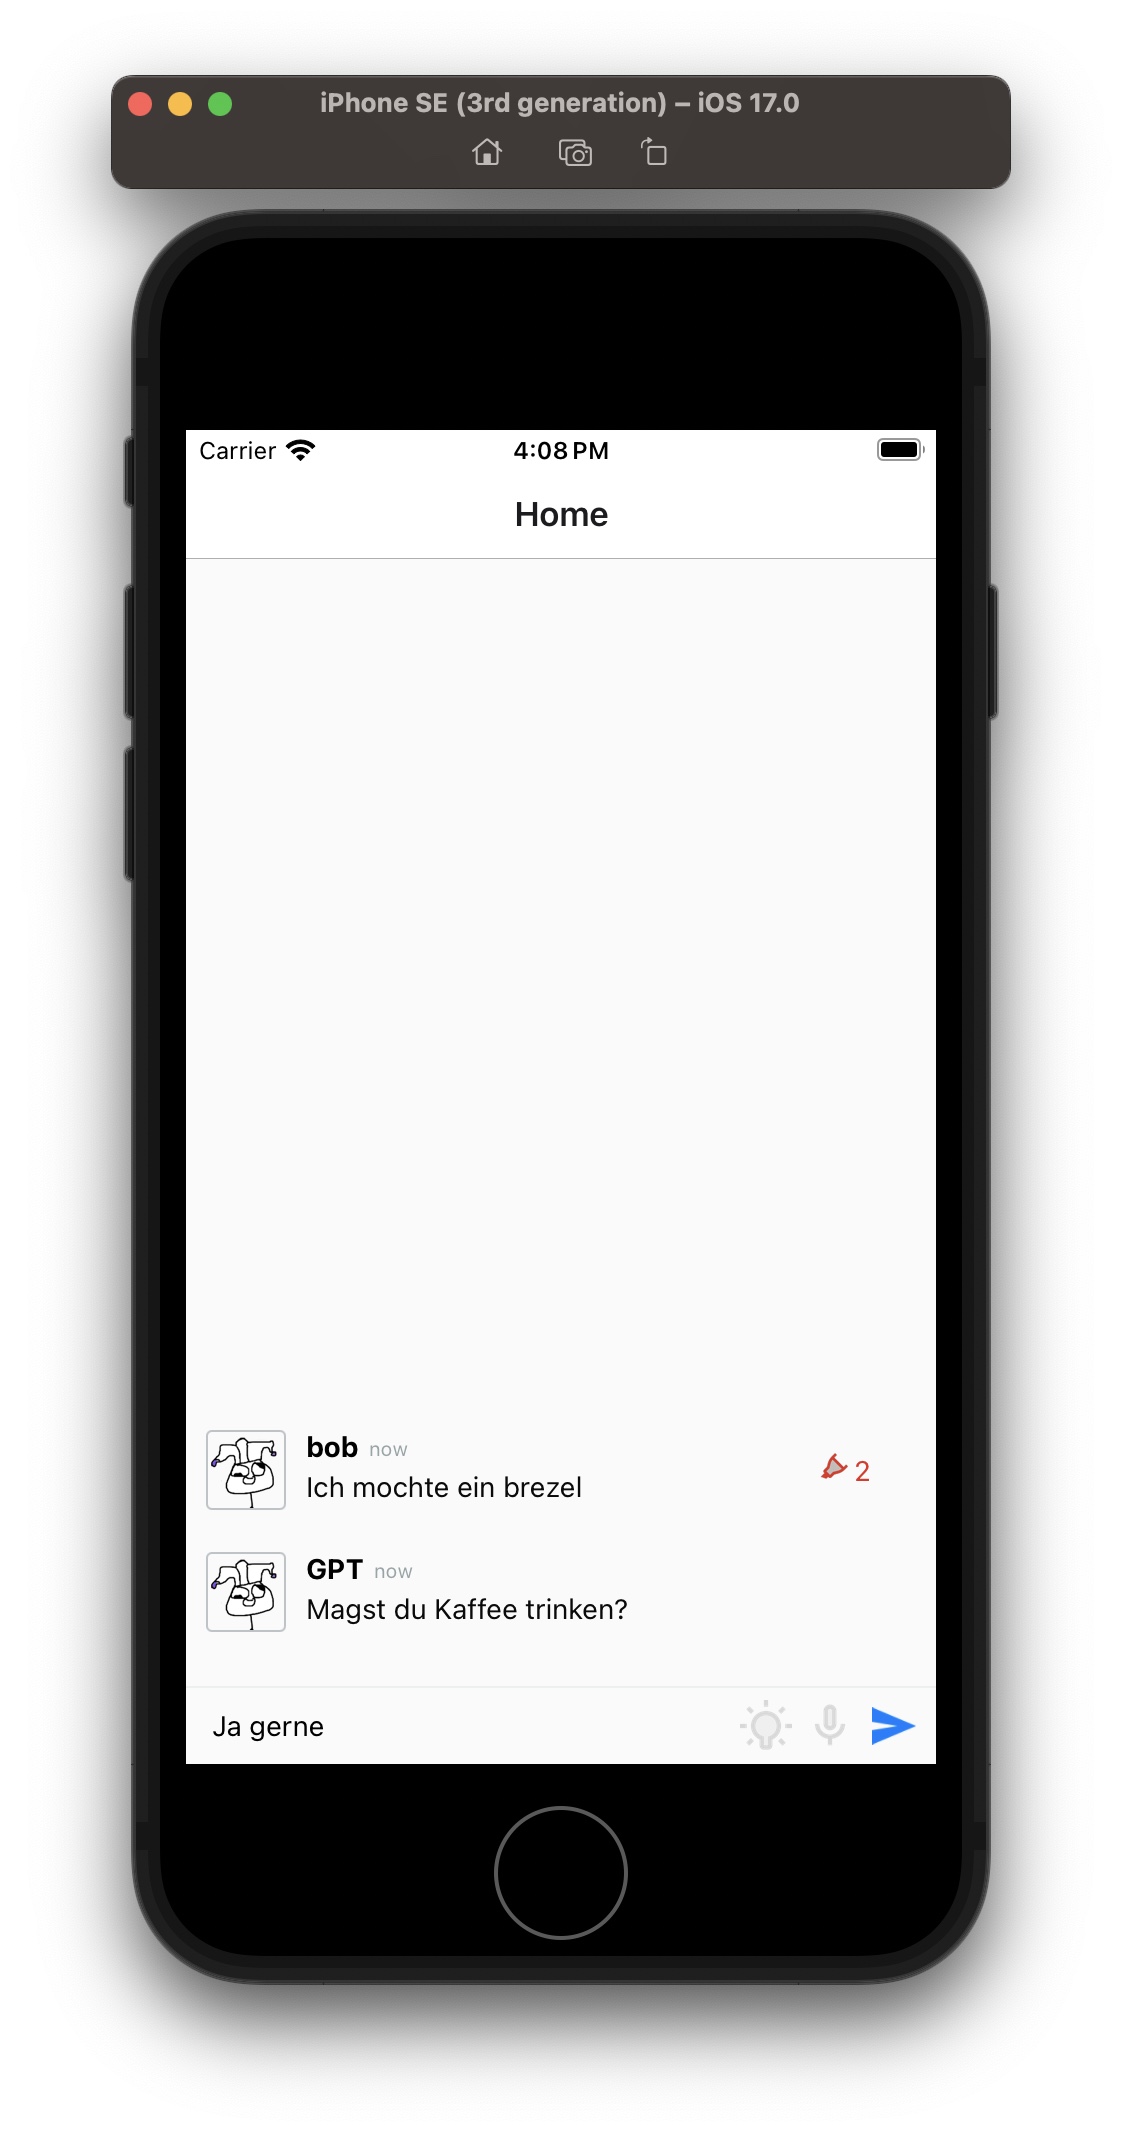 iPhone SE (3rd generation) – iOS 17.0
Carrier 4:08 PM
Home
bob now
Ich mochte ein brezel
2
GPT now
Magst du Kaffee trinken?
Ja gerne